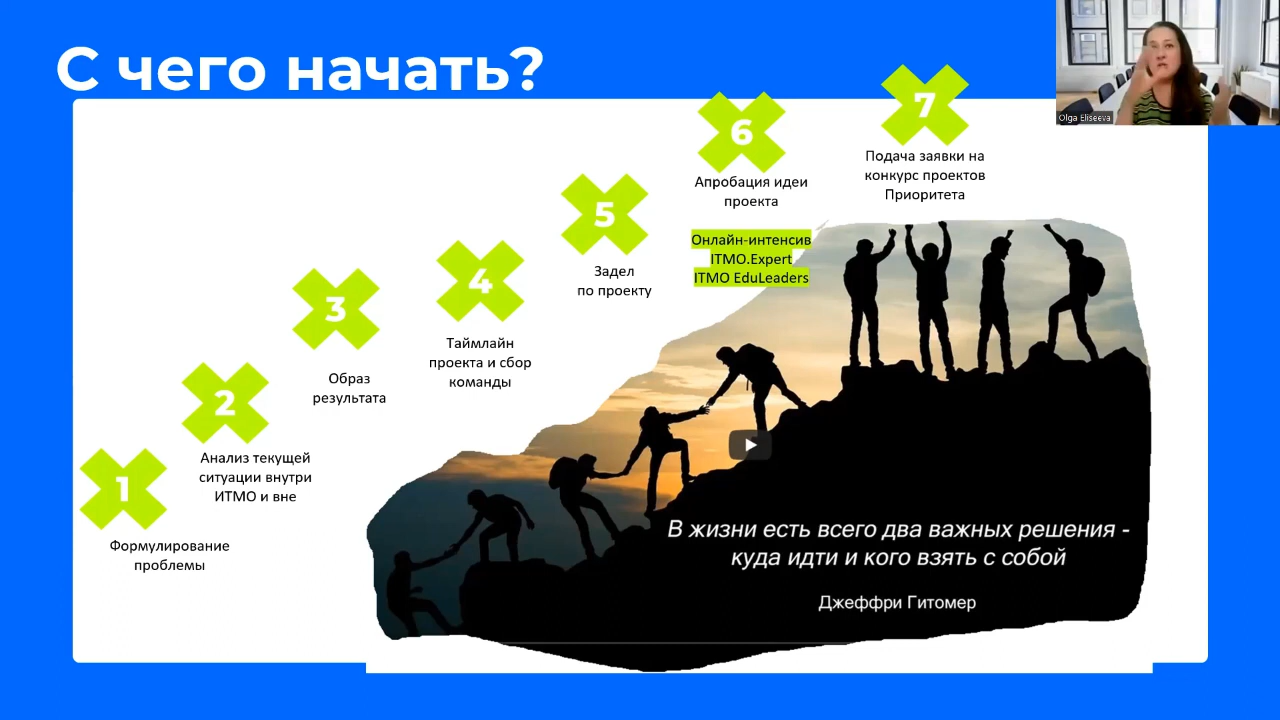 С чего начать?
Olga Eliseeva
1
Формулирование
проблемы
2
Анализ текущей
ситуации внутри
ИТМО и вне
3
Образ
результата
4
Таймлайн
проекта и сбор
команды
5
Задел
по проекту
6
Апробация идеи
проекта
Онлайн-интенсив
ITMO.Expert
ITMO EduLeaders
7
Подача заявки на
конкурс проектов
Приоритета
В жизни есть всего два важных решения -
куда идти и кого взять с собой
Джеффри Гитомер